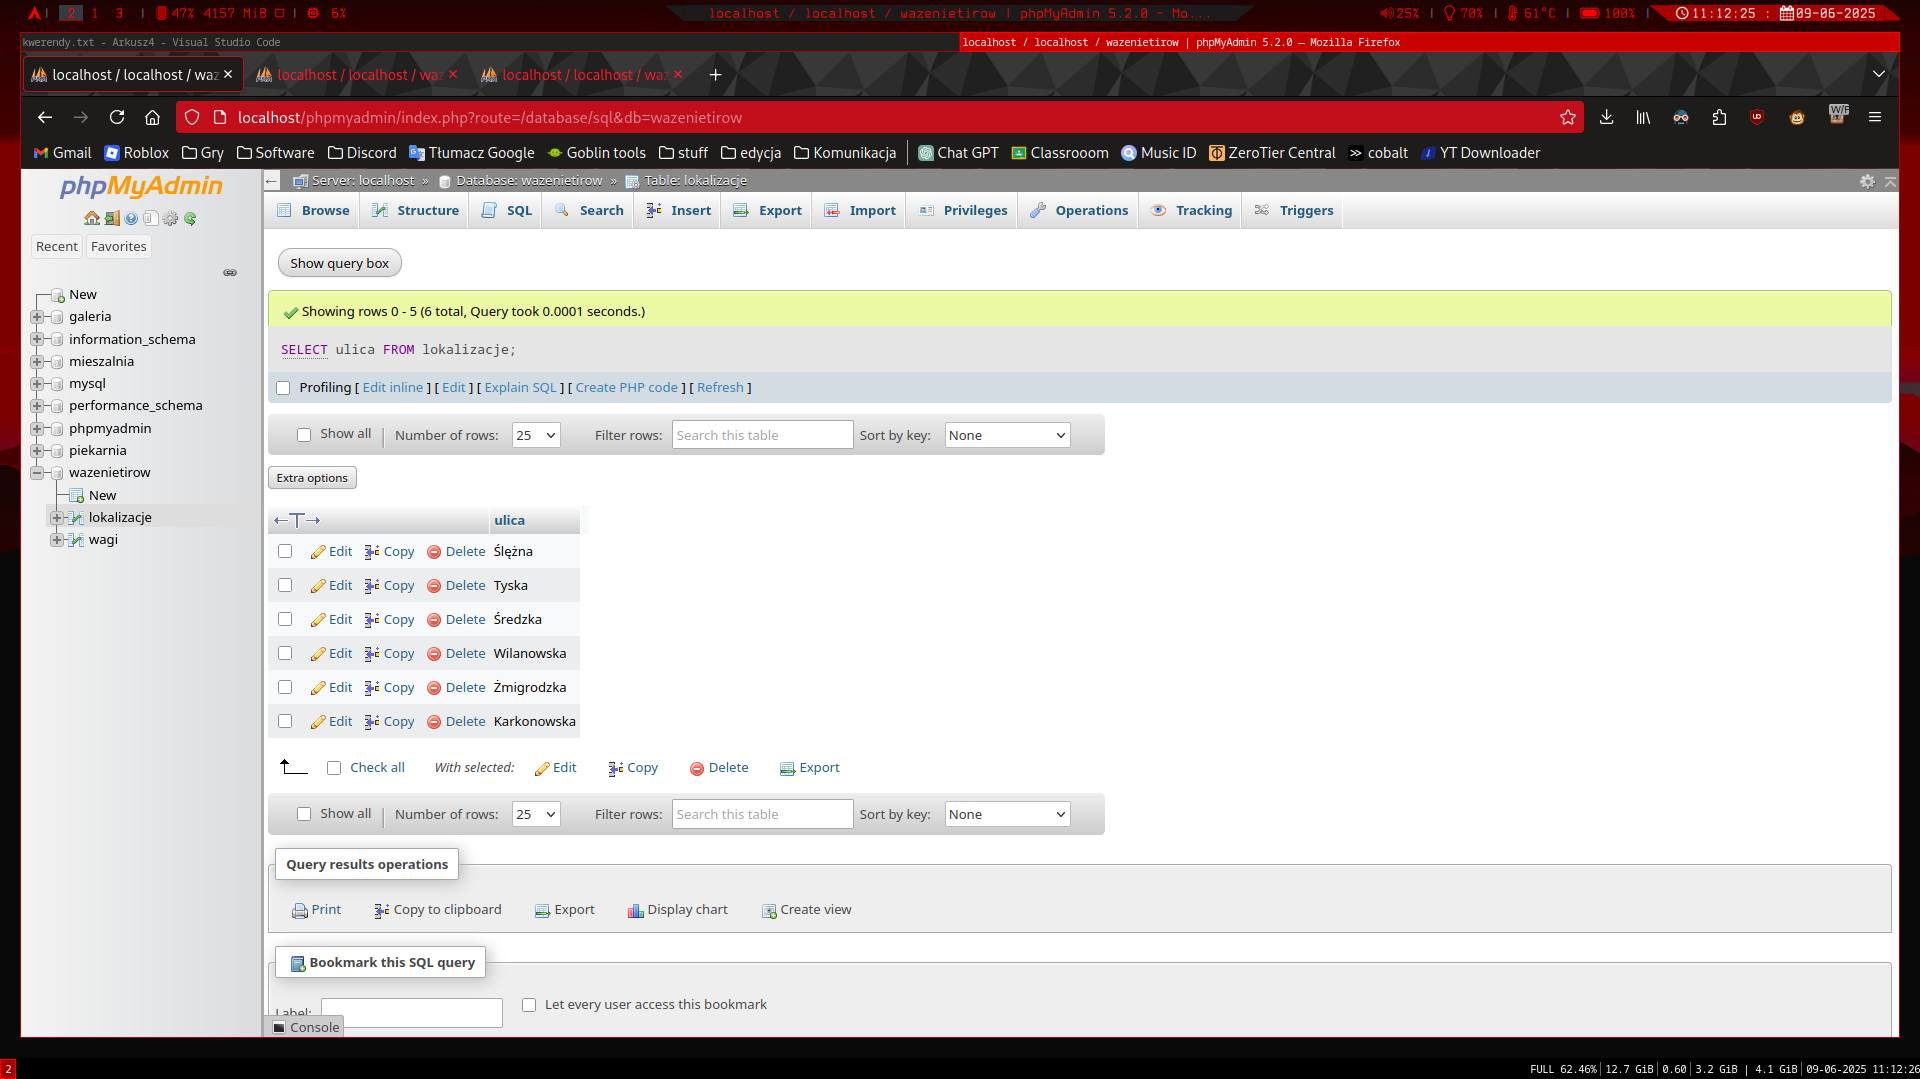 2 1 3 47% 4157 MiB 6% localhost / localhost / wazenietirow | phpMyAdmin 5.2.0 — Mo... 25% 70% 61°C 100% 11:12:25 : 09-06-2025
kwerendy.txt - Arkusz4 - Visual Studio Code localhost / localhost / wazenietirow | phpMyAdmin 5.2.0 — Mozilla Firefox
localhost / localhost / waz localhost / localhost / waz localhost / localhost / waz
localhost/phpmyadmin/index.php?route=/database/sql&db=wazenietirow
Gmail Roblox Gry Software Discord Tłumacz Google Goblin tools stuff edycja Komunikacja Chat GPT Classrooom Music ID ZeroTier Central cobalt YT Downloader
phpMyAdmin
Recent Favorites
New
galeria
information_schema
mieszalnia
mysql
performance_schema
phpmyadmin
piekarnia
wazenietirow
New
lokalizacje
wagi
Server: localhost » Database: wazenietirow » Table: lokalizacje
Browse Structure SQL Search Insert Export Import Privileges Operations Tracking Triggers
Show query box
Showing rows 0 - 5 (6 total, Query took 0.0001 seconds.)
SELECT ulica FROM lokalizacje;
Profiling [ Edit inline ] [ Edit ] [ Explain SQL ] [ Create PHP code ] [ Refresh ]
Show all Number of rows: 25 Filter rows: Search this table Sort by key: None
Extra options
←T→ ulica
Edit Copy Delete Ślężna
Edit Copy Delete Tyska
Edit Copy Delete Średzka
Edit Copy Delete Wilanowska
Edit Copy Delete Żmigrodzka
Edit Copy Delete Karkonowska
Check all With selected: Edit Copy Delete Export
Show all Number of rows: 25 Filter rows: Search this table Sort by key: None
Query results operations
Print Copy to clipboard Export Display chart Create view
Bookmark this SQL query
Label: Let every user access this bookmark
Console
2 FULL 62.46% | 12.7 GiB | 0.60 | 3.2 GiB | 4.1 GiB | 09-06-2025 11:12:26